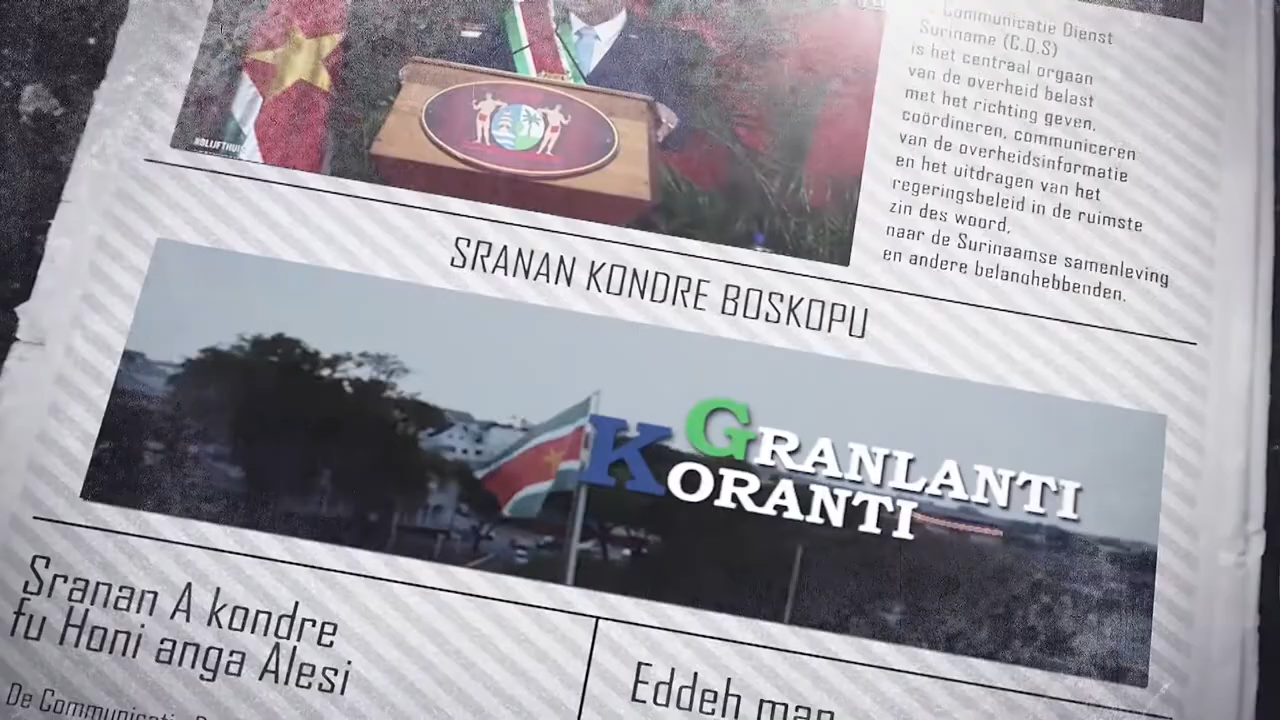 Communicatie Dienst
Suriname (C.D.S)
is het centraal orgaan
van de overheid belast
met het richting geven,
coördineren, communiceren
van de overheidsinformatie
en het uitdragen van het
regeringsbeleid in de ruimste
zin des woord,
naar de Surinaamse samenleving
en andere belanghebbenden.
SRANAN KONDRE BOSKOPU
GRANLANTI
KORANTI
Sranan A kondre
fu Honi anga Alesi
Eddeh man
De Communicatie